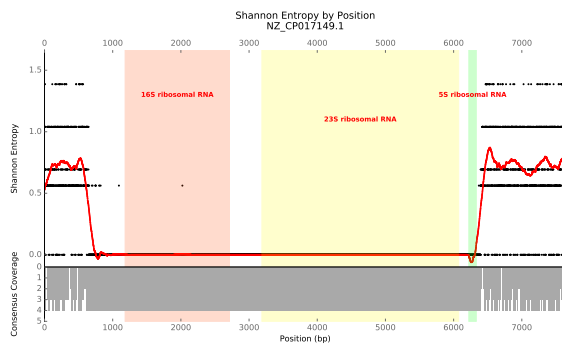 Shannon Entropy by Position
NZ_CP017149.1
0 1000 2000 3000 4000 5000 6000 7000
1.5
1.0
0.5
0.0
Shannon Entropy
16S ribosomal RNA
23S ribosomal RNA
5S ribosomal RNA
0
1
2
3
4
5
Consensus Coverage
0 1000 2000 3000 4000 5000 6000 7000
Position (bp)